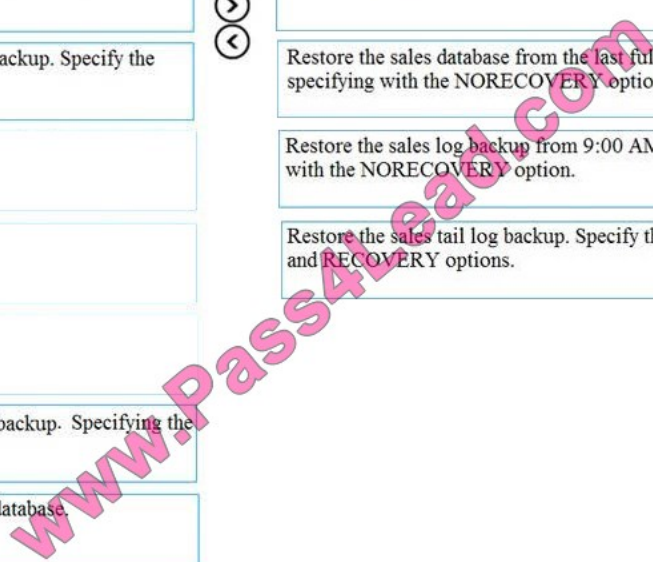 ackup. Specify the
Restore the sales database from the last ful
specifying with the NORECOVERY optio
Restore the sales log backup from 9:00 AM
with the NORECOVERY option.
Restore the sales tail log backup. Specify th
and RECOVERY options.
backup. Specifying the
latabase.
www.Pass4Lead.com